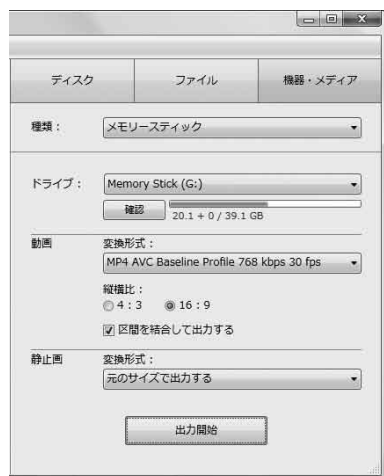 ディスク ファイル 機器・メディア
種類： メモリースティック
ドライブ： Memory Stick (G:)
確認 20.1 + 0 / 39.1 GB
動画 変換形式：
MP4 AVC Baseline Profile 768 kbps 30 fps
縦横比：
4：3 16：9
区間を結合して出力する
静止画 変換形式：
元のサイズで出力する
出力開始